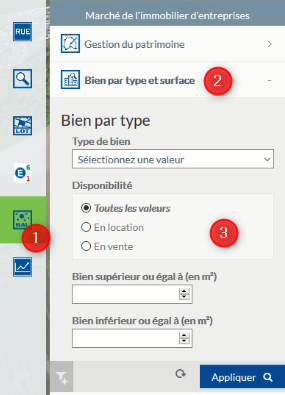 Marché de l'immobilier d'entreprises
RUE
Gestion du patrimoine
Bien par type et surface
2
Bien par type
LOT
Type de bien
Sélectionnez une valeur
E 6
1
Disponibilité
Toutes les valeurs
En location
En vente
3
BAL
1
Bien supérieur ou égal à (en m²)
Bien inférieur ou égal à (en m²)
Appliquer